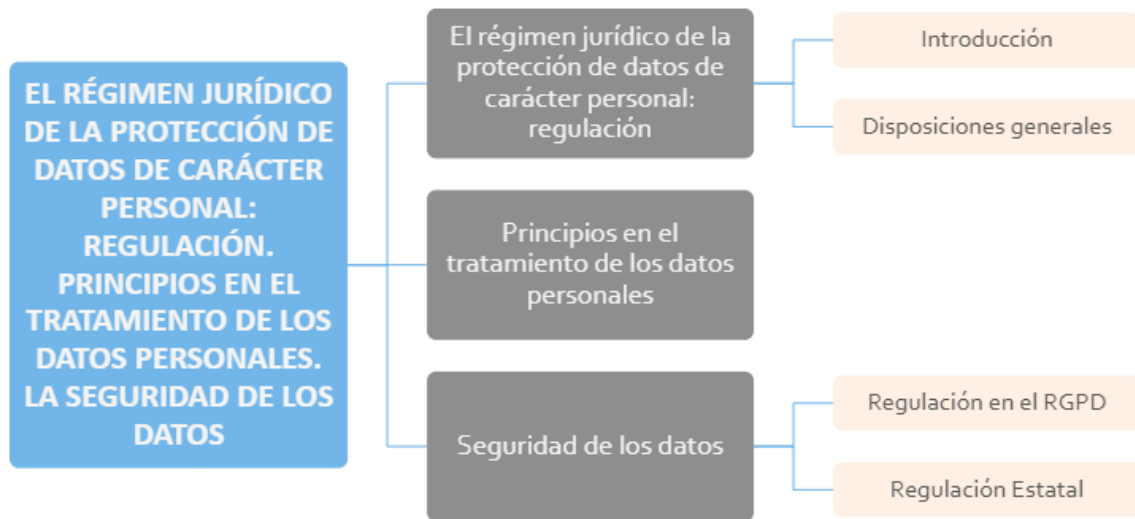 EL RÉGIMEN JURÍDICO
DE LA PROTECCIÓN DE
DATOS DE CARÁCTER
PERSONAL:
REGULACIÓN.
PRINCIPIOS EN EL
TRATAMIENTO DE LOS
DATOS PERSONALES.
LA SEGURIDAD DE LOS
DATOS
El régimen jurídico de la
protección de datos de
carácter personal:
regulación
Introducción
Disposiciones generales
Principios en el
tratamiento de los datos
personales
Seguridad de los datos
Regulación en el RGPD
Regulación Estatal